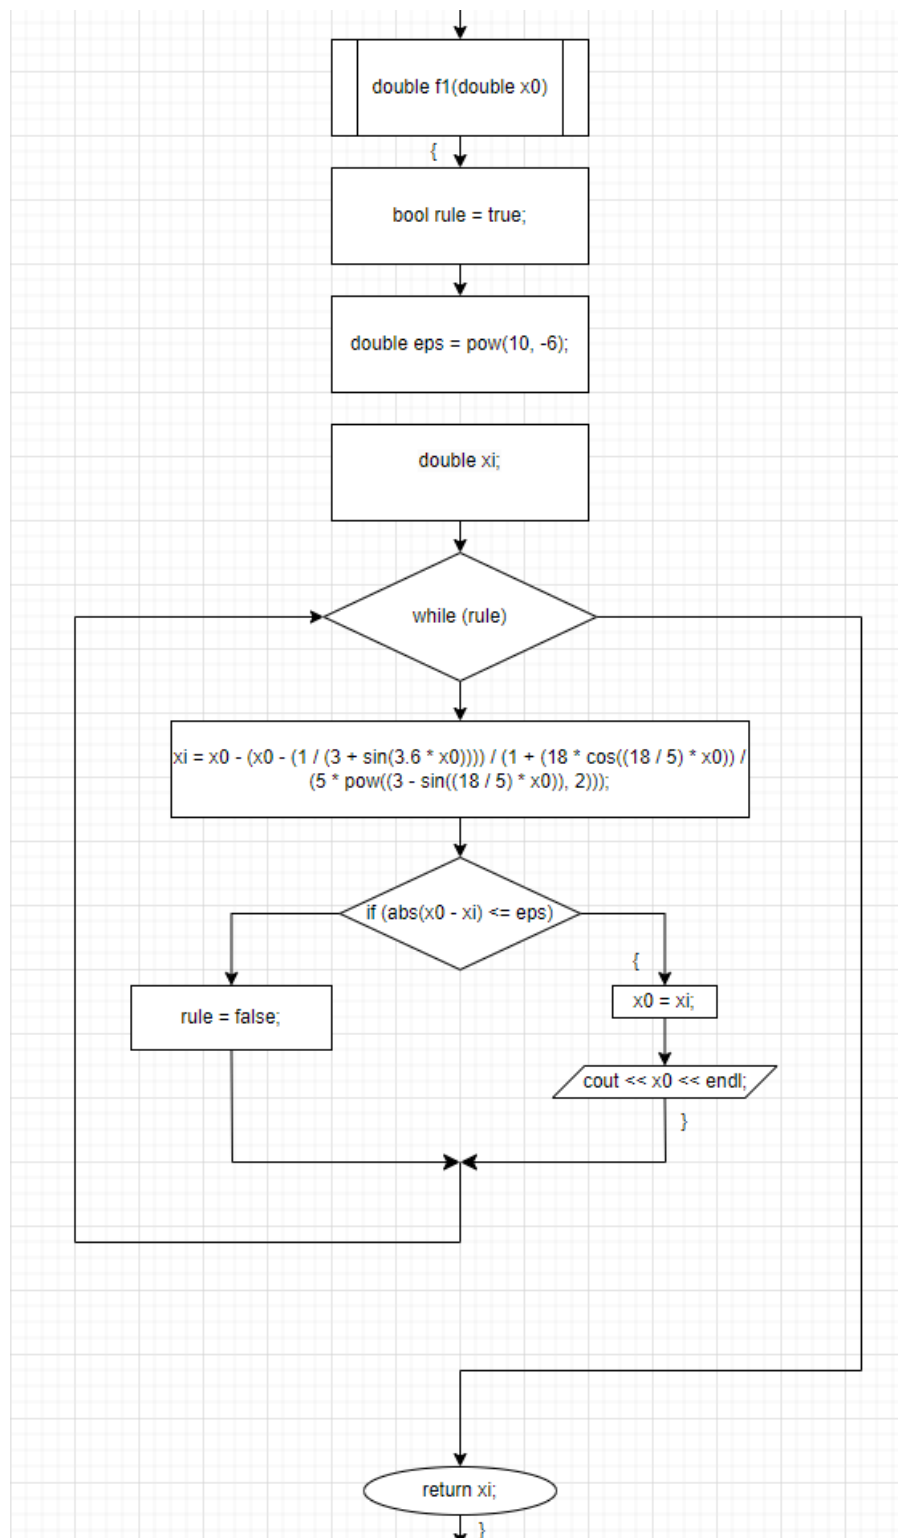 double f1(double x0)
{
bool rule = true;
double eps = pow(10, -6);
double xi;
while (rule)
xi = x0 - (x0 - (1 / (3 + sin(3.6 * x0)))) / (1 + (18 * cos((18 / 5) * x0)) /
(5 * pow((3 - sin((18 / 5) * x0)), 2)));
if (abs(x0 - xi) <= eps)
{
rule = false;
x0 = xi;
cout << x0 << endl;
}
return xi;
}